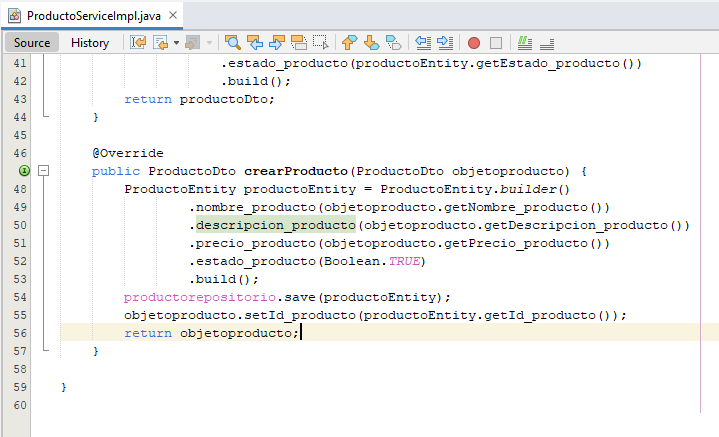 ProductoServiceImpl.java
Source History
41 .estado_producto(productoEntity.getEstado_producto())
42 .build();
43 return productoDto;
44 }
45
46 @Override
public ProductoDto crearProducto(ProductoDto objetoproducto) {
48 ProductoEntity productoEntity = ProductoEntity.builder()
49 .nombre_producto(objetoproducto.getNombre_producto())
50 .descripcion_producto(objetoproducto.getDescripcion_producto())
51 .precio_producto(objetoproducto.getPrecio_producto())
52 .estado_producto(Boolean.TRUE)
53 .build();
54 productorepositorio.save(productoEntity);
55 objetoproducto.setId_producto(productoEntity.getId_producto());
56 return objetoproducto;
57 }
58
59 }
60